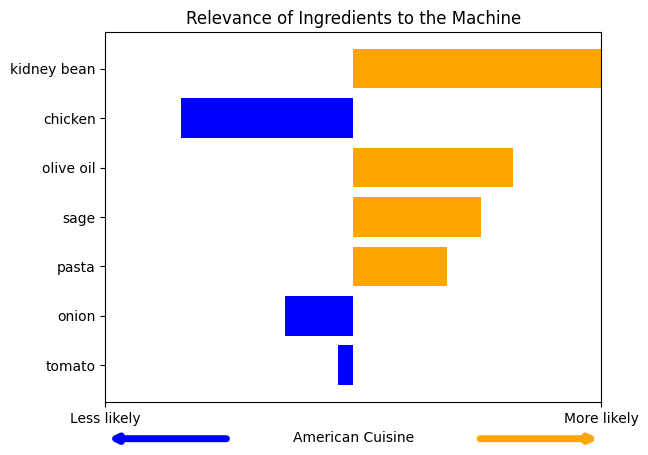 Relevance of Ingredients to the Machine
kidney bean
chicken
olive oil
sage
pasta
onion
tomato
Less likely
More likely
American Cuisine